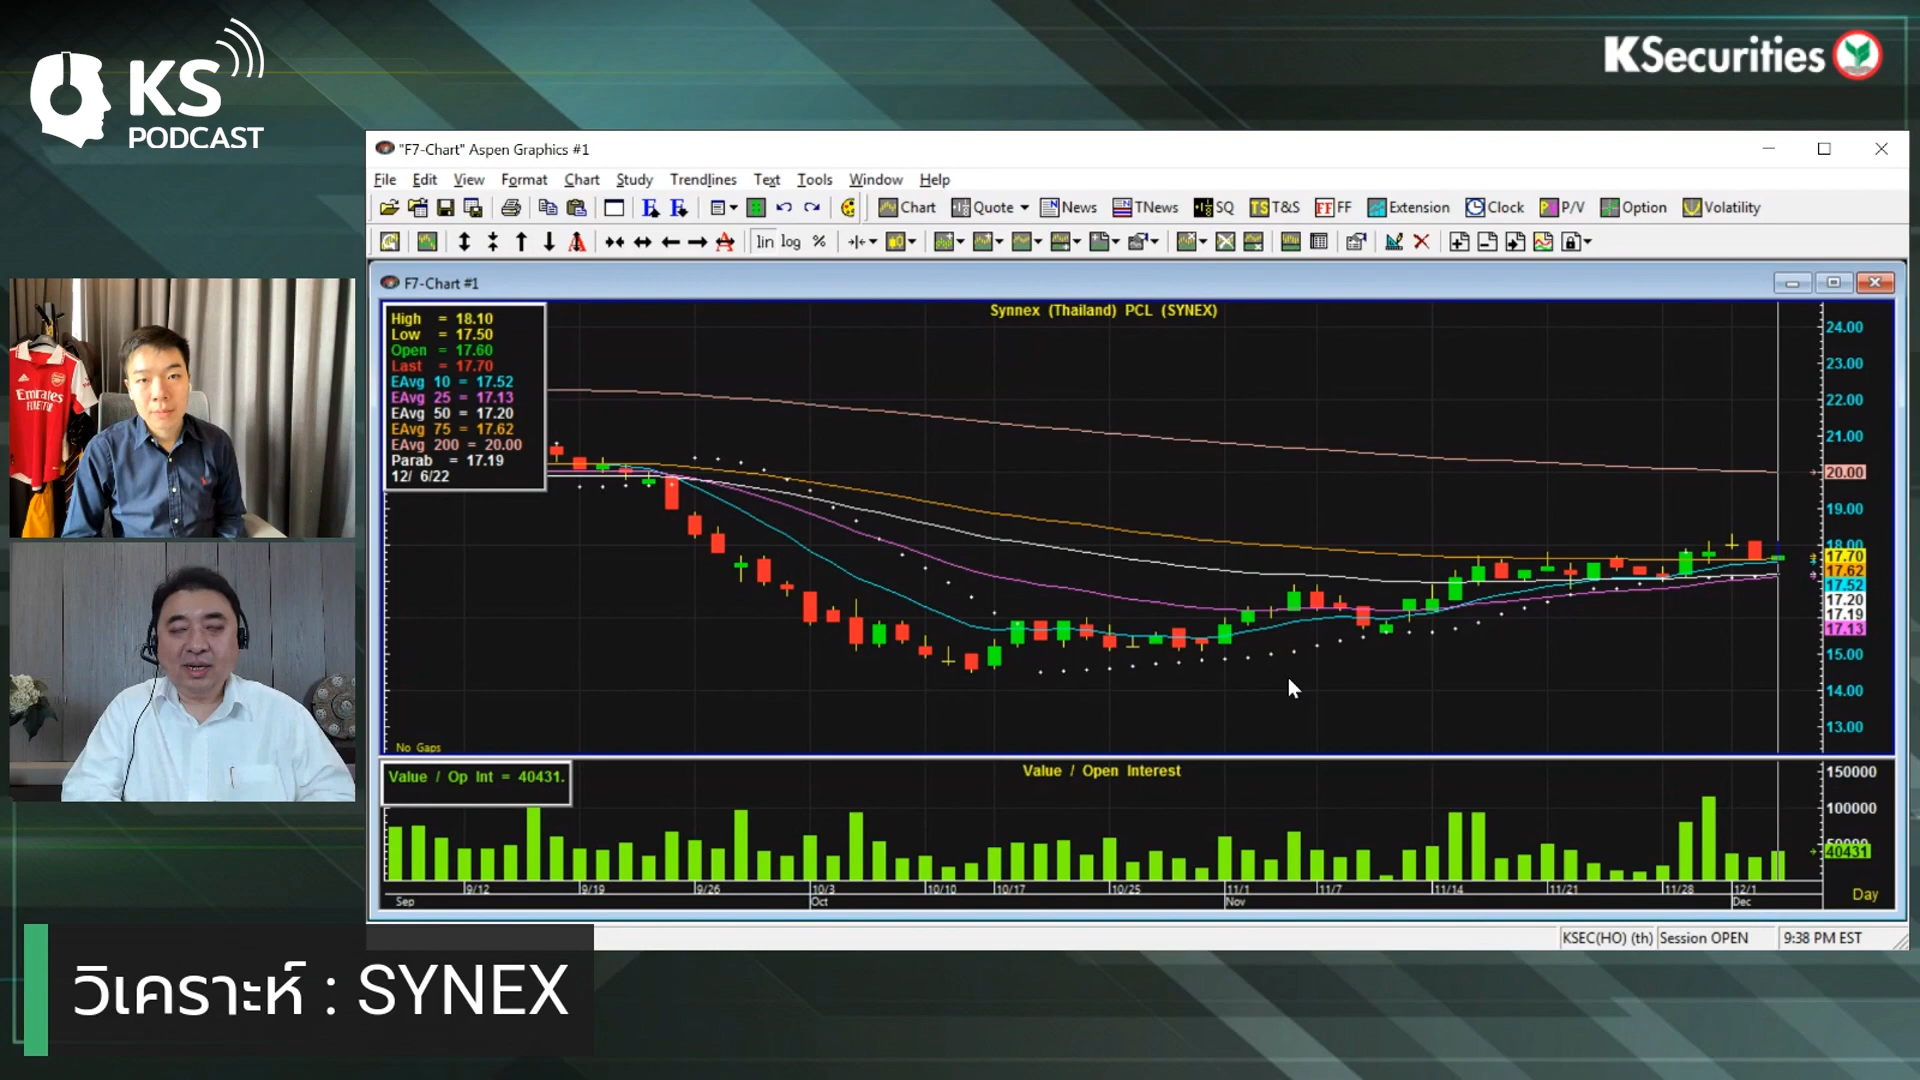 KS
PODCAST
KSecurities
"F7-Chart" Aspen Graphics #1
File Edit View Format Chart Study Trendlines Text Tools Window Help
Chart Quote News TNews SQ T&S FF Extension Clock P/V Option Volatility
lin log %
F7-Chart #1
Synnex (Thailand) PCL (SYNEX)
High = 18.10
Low = 17.50
Open = 17.60
Last = 17.70
EAvg 10 = 17.52
EAvg 25 = 17.13
EAvg 50 = 17.20
EAvg 75 = 17.62
EAvg 200 = 20.00
Parab = 17.19
12/ 6/22
24.00
23.00
22.00
21.00
20.00
19.00
18.00
17.70
17.62
17.52
17.20
17.19
17.13
15.00
14.00
13.00
No Gaps
Value / Op Int = 40431.
Value / Open Interest
150000
100000
50000
40431
9/12 9/19 9/26 10/3 10/10 10/17 10/25 11/1 11/7 11/14 11/21 11/28 12/1
Sep Oct Nov Dec
Day
KSEC(HO) (th) Session OPEN 9:38 PM EST
Emirates
วิเคราะห์ : SYNEX